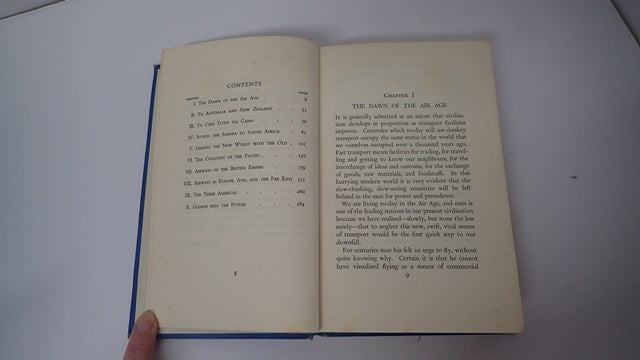 CONTENTS
CHAPTER PAGE
I. The Dawn of the Air Age . . . 9
II. To Australia and New Zealand . . 31
III. To Cape Town via Cairo . . . 59
IV. Across the Sahara to South Africa . 85
V. Linking the New World with the Old . 102
VI. The Conquest of the Pacific . . . 147
VII. Airways of the British Empire . . 179
VIII. Airways in Europe, Asia, and the Far East 233
IX. The Three Americas . . . . 260
X. Glimpse into the Future . . . 284
8
Chapter I
THE DAWN OF THE AIR AGE
It is generally admitted as an axiom that civilisa-
tion develops in proportion as transport facilities
improve. Countries which to-day still use donkey
transport occupy the same status in the world that
we ourselves occupied over a thousand years ago.
Fast transport means facilities for trading, for travel-
ling and getting to know our neighbours, for the
interchange of ideas and customs, for the exchange
of goods, raw materials, and foodstuffs. In this
hurrying modern world it is very evident that the
slow-thinking, slow-acting countries will be left
behind in the race for power and precedence.
We are living to-day in the Air Age, and ours is
one of the leading nations in our present civilisation
because we have realised—slowly, but none the less
surely—that to neglect this new, swift, vital means
of transport would be the first quick step to our
downfall.
For centuries man has felt an urge to fly, without
quite knowing why. Certain it is that he cannot
have visualised flying as a means of commercial
9